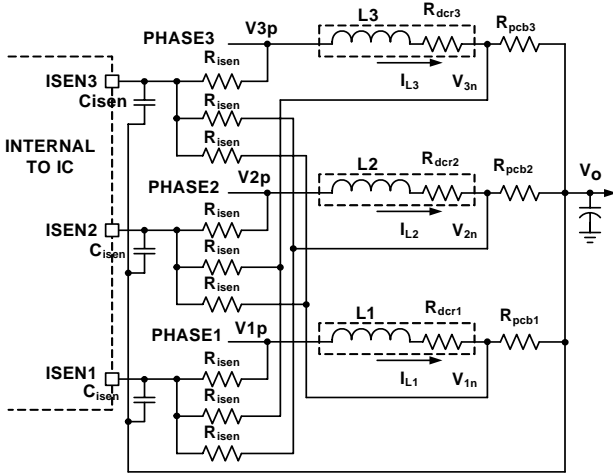 V3p
L3
Rdcr3
Rpcb3
PHASE3
Risen
ISEN3
Cisen
IL3
V3n
Risen
Risen
INTERNAL
TO IC
PHASE2
V2p
L2
Rdcr2
Rpcb2
Vo
Risen
ISEN2
Cisen
IL2
V2n
Risen
Risen
PHASE1
V1p
L1
Rdcr1
Rpcb1
Risen
ISEN1
Cisen
IL1
V1n
Risen
Risen